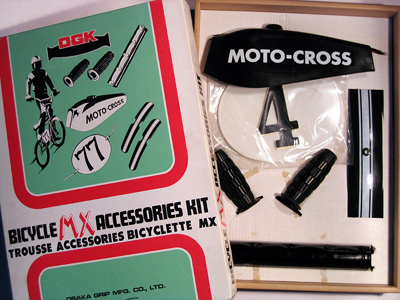 OGK
MOTO-CROSS
77
BICYCLE MX ACCESSORIES KIT
TROUSSE ACCESSORIES BICYCLETTE MX
OSAKA GRIP MFG. CO., LTD.
MOTO-CROSS
4